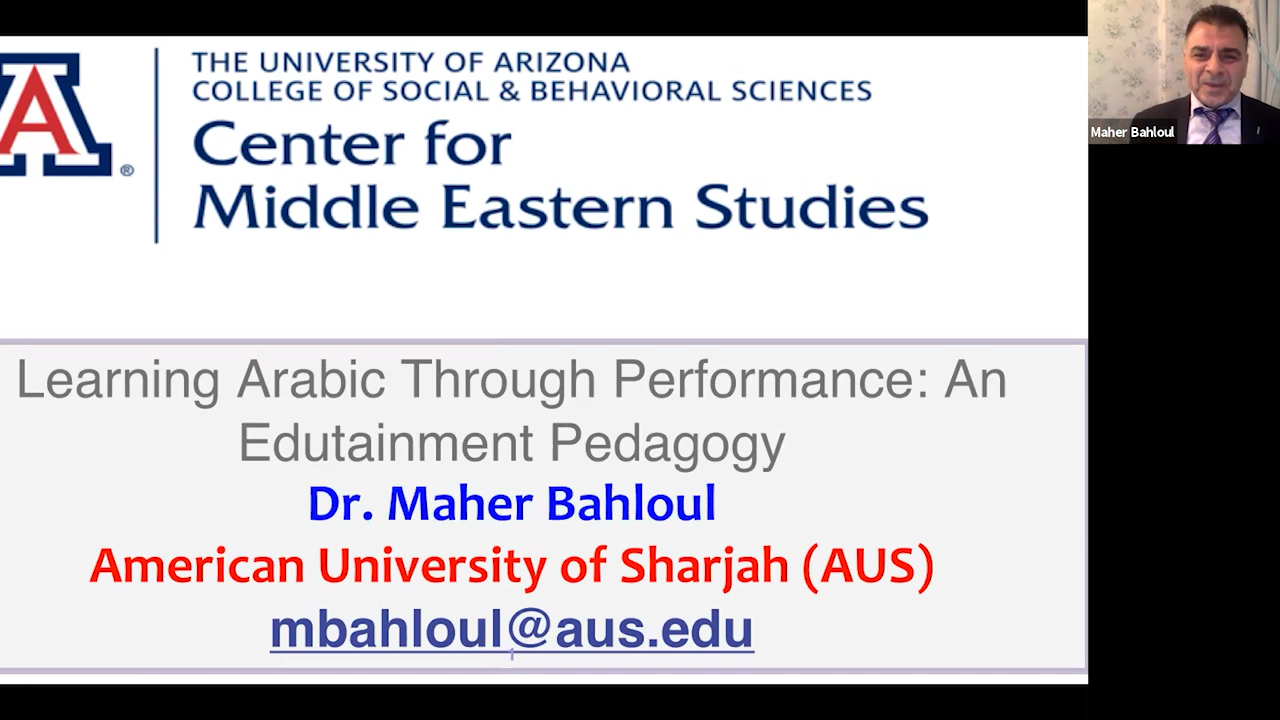 A®
THE UNIVERSITY OF ARIZONA
COLLEGE OF SOCIAL & BEHAVIORAL SCIENCES
Center for
Middle Eastern Studies
Maher Bahloul
Learning Arabic Through Performance: An
Edutainment Pedagogy
Dr. Maher Bahloul
American University of Sharjah (AUS)
mbahloul@aus.edu
1